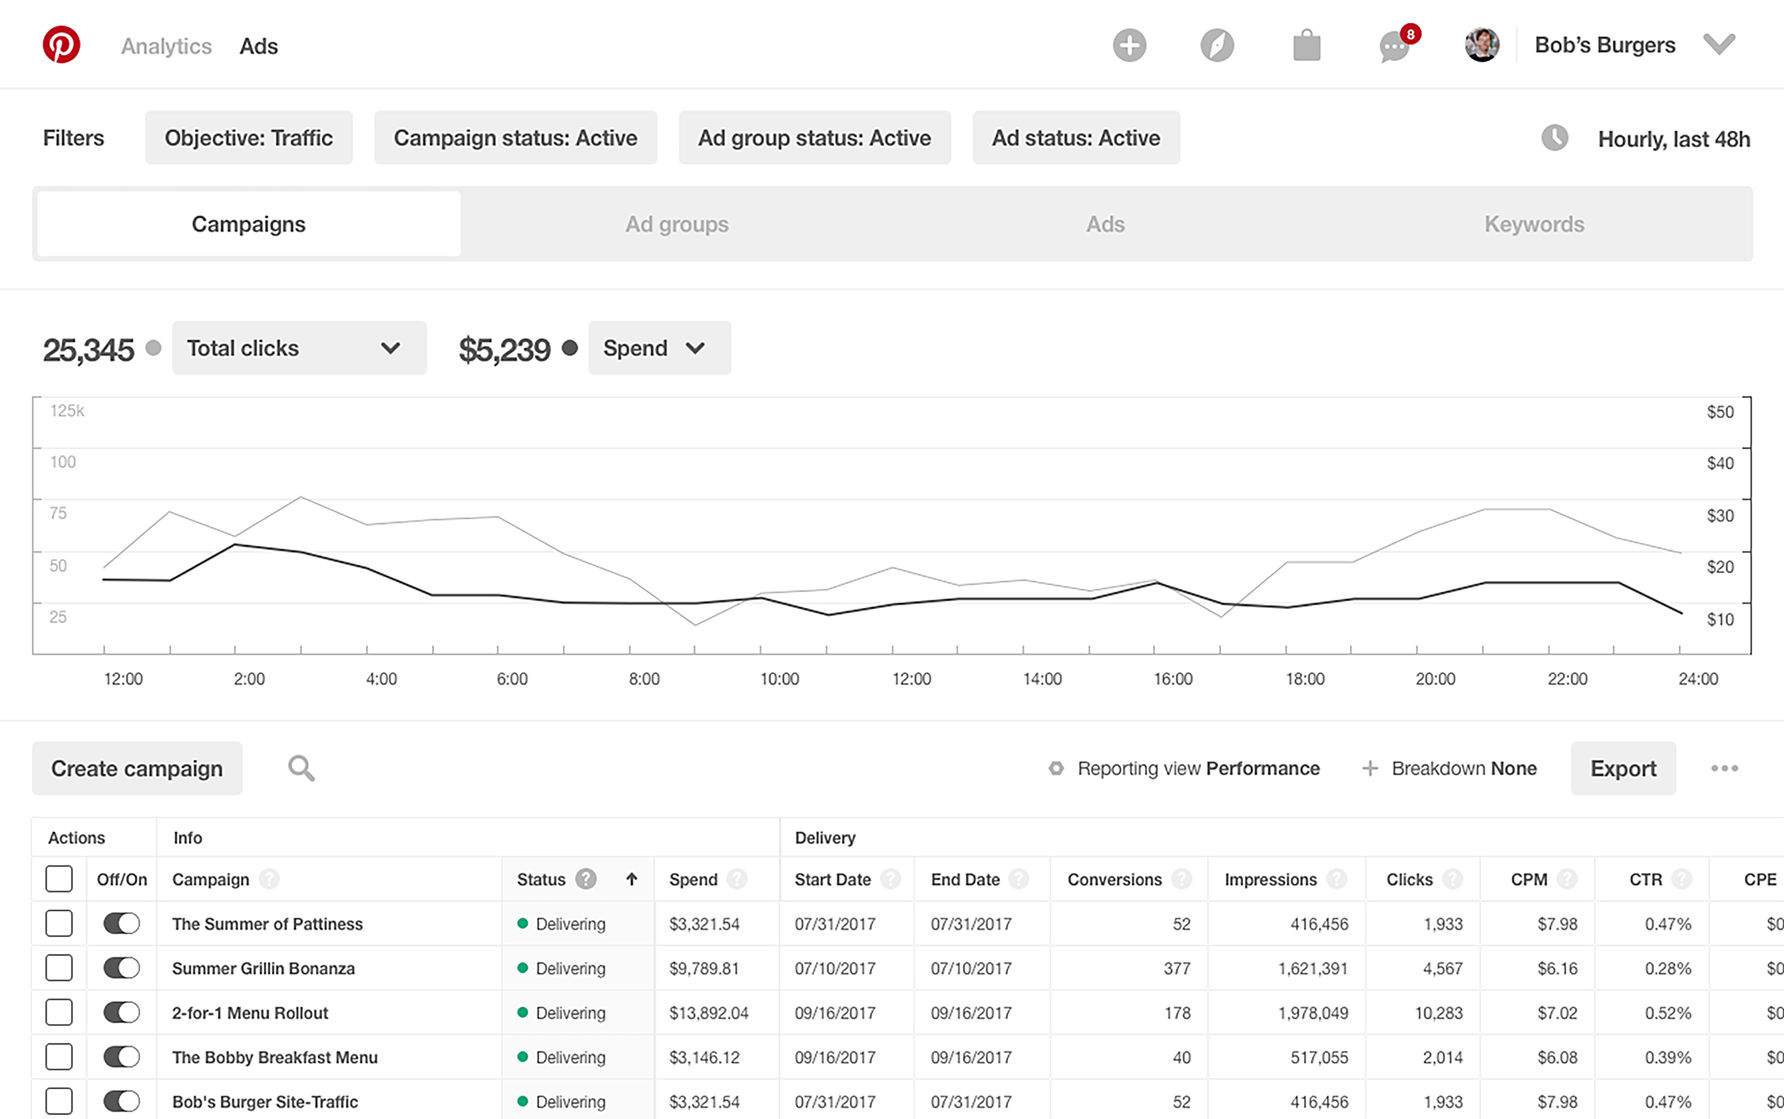 Analytics Ads 8 Bob’s Burgers
Filters Objective: Traffic Campaign status: Active Ad group status: Active Ad status: Active Hourly, last 48h
Campaigns Ad groups Ads Keywords
25,345 Total clicks $5,239 Spend
125k $50
100 $40
75 $30
50 $20
25 $10
12:00 2:00 4:00 6:00 8:00 10:00 12:00 14:00 16:00 18:00 20:00 22:00 24:00
Create campaign Reporting view Performance + Breakdown None Export
Actions Info Delivery
Off/On Campaign ? Status ? Spend ? Start Date ? End Date ? Conversions ? Impressions ? Clicks ? CPM ? CTR ? CPE
The Summer of Pattiness Delivering $3,321.54 07/31/2017 07/31/2017 52 416,456 1,933 $7.98 0.47% $0
Summer Grillin Bonanza Delivering $9,789.81 07/10/2017 07/10/2017 377 1,621,391 4,567 $6.16 0.28% $0
2-for-1 Menu Rollout Delivering $13,892.04 09/16/2017 09/16/2017 178 1,978,049 10,283 $7.02 0.52% $0
The Bobby Breakfast Menu Delivering $3,146.12 09/16/2017 09/16/2017 40 517,055 2,014 $6.08 0.39% $0
Bob's Burger Site-Traffic Delivering $3,321.54 07/31/2017 07/31/2017 52 416,456 1,933 $7.98 0.47% $0